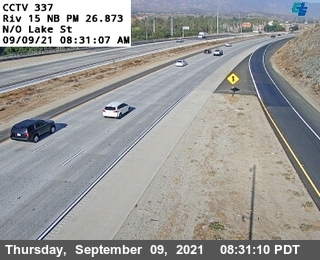 CCTV 337
Riv 15 NB PM 26.873
N/O Lake St
09/09/21 08:31:07 AM
Thursday, September 09, 2021 08:31:10 PDT